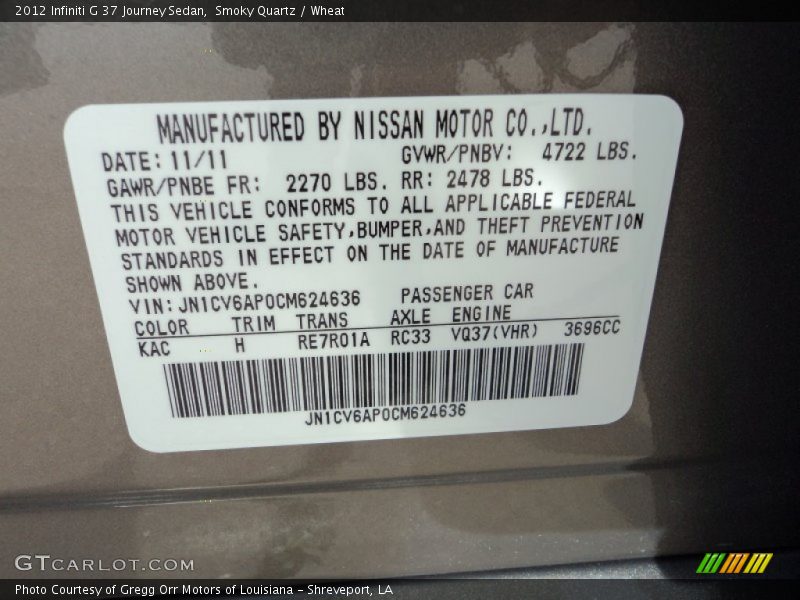 2012 Infiniti G 37 Journey Sedan, Smoky Quartz / Wheat
MANUFACTURED BY NISSAN MOTOR CO.,LTD.
DATE: 11/11 GVWR/PNBV: 4722 LBS.
GAWR/PNBE FR: 2270 LBS. RR: 2478 LBS.
THIS VEHICLE CONFORMS TO ALL APPLICABLE FEDERAL
MOTOR VEHICLE SAFETY,BUMPER,AND THEFT PREVENTION
STANDARDS IN EFFECT ON THE DATE OF MANUFACTURE
SHOWN ABOVE.
VIN:JN1CV6AP0CM624636 PASSENGER CAR
COLOR TRIM TRANS AXLE ENGINE
KAC H RE7R01A RC33 VQ37(VHR) 3696CC
JN1CV6AP0CM624636
GTCARLOT.COM
Photo Courtesy of Gregg Orr Motors of Louisiana - Shreveport, LA